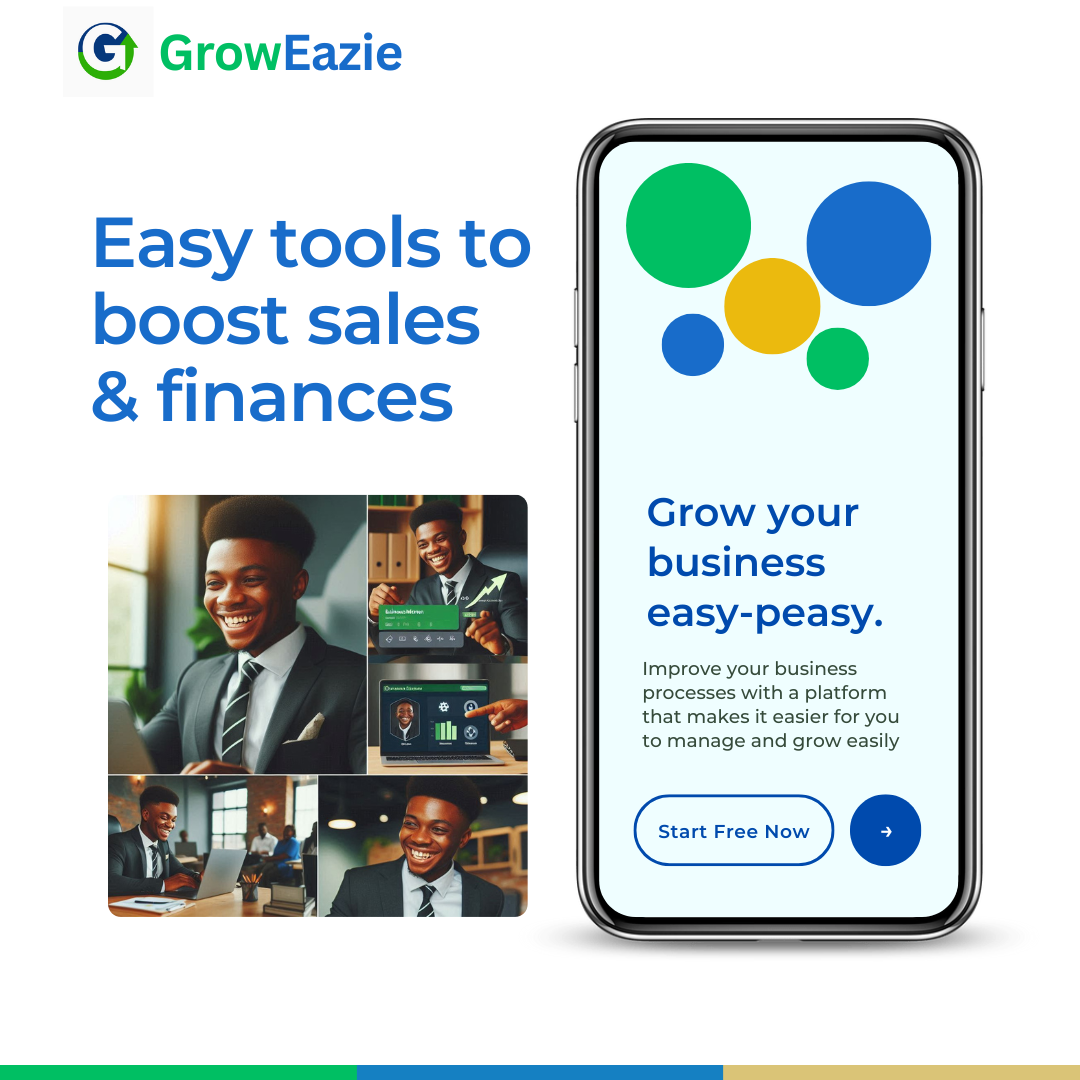 GrowEazie
Easy tools to
boost sales
& finances
Grow your
business
easy-peasy.
Improve your business
processes with a platform
that makes it easier for you
to manage and grow easily
Start Free Now →